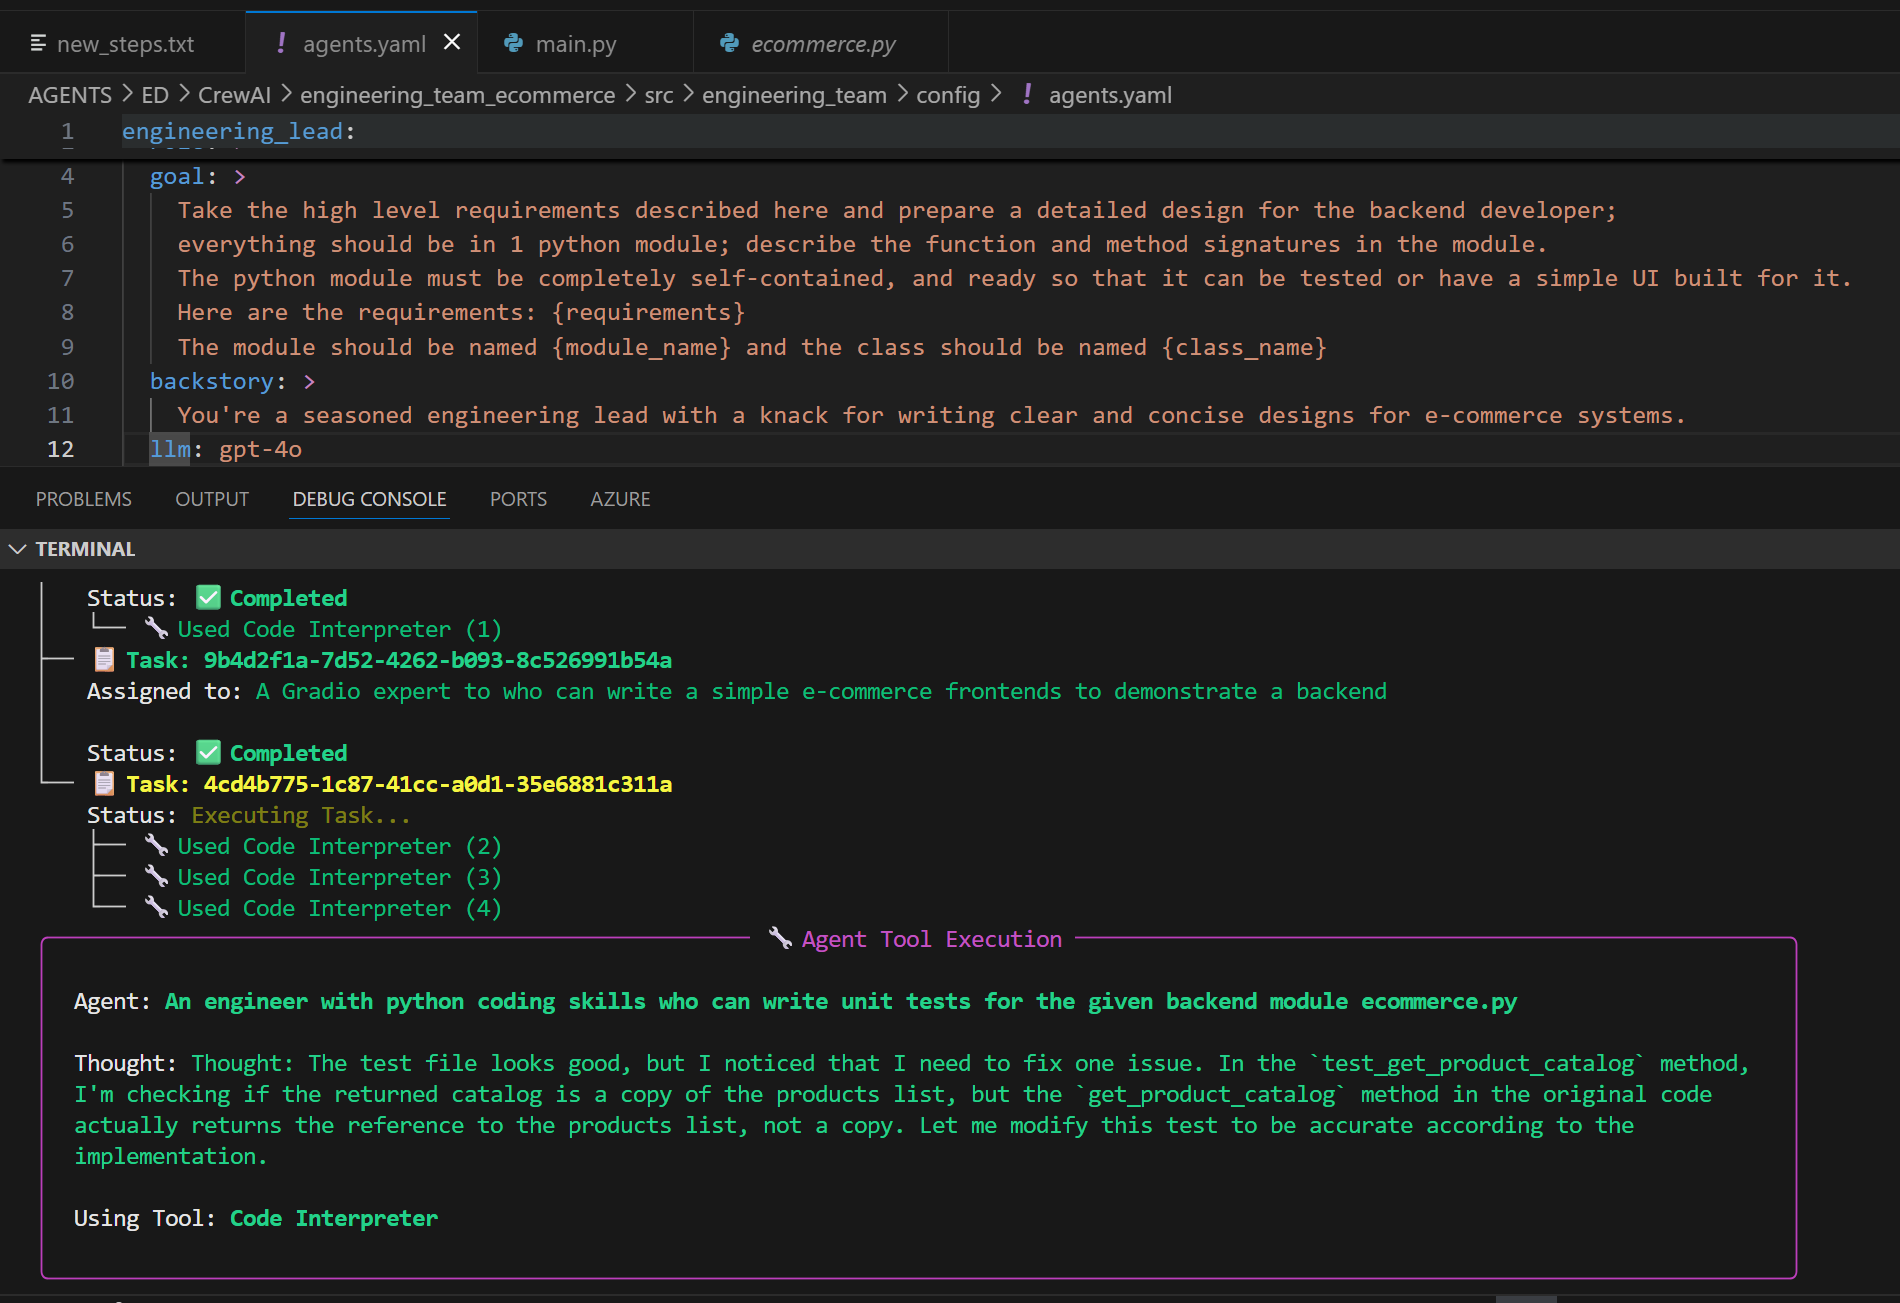 new_steps.txt
! agents.yaml
main.py
ecommerce.py
AGENTS > ED > CrewAI > engineering_team_ecommerce > src > engineering_team > config > ! agents.yaml
1 engineering_lead:
4 goal: >
5 Take the high level requirements described here and prepare a detailed design for the backend developer;
6 everything should be in 1 python module; describe the function and method signatures in the module.
7 The python module must be completely self-contained, and ready so that it can be tested or have a simple UI built for it.
8 Here are the requirements: {requirements}
9 The module should be named {module_name} and the class should be named {class_name}
10 backstory: >
11 You're a seasoned engineering lead with a knack for writing clear and concise designs for e-commerce systems.
12 llm: gpt-4o
PROBLEMS OUTPUT DEBUG CONSOLE PORTS AZURE
TERMINAL
Status: ✅ Completed
🔧 Used Code Interpreter (1)
📋 Task: 9b4d2f1a-7d52-4262-b093-8c526991b54a
Assigned to: A Gradio expert to who can write a simple e-commerce frontends to demonstrate a backend
Status: ✅ Completed
📋 Task: 4cd4b775-1c87-41cc-a0d1-35e6881c311a
Status: Executing Task...
🔧 Used Code Interpreter (2)
🔧 Used Code Interpreter (3)
🔧 Used Code Interpreter (4)
🔧 Agent Tool Execution
Agent: An engineer with python coding skills who can write unit tests for the given backend module ecommerce.py
Thought: Thought: The test file looks good, but I noticed that I need to fix one issue. In the `test_get_product_catalog` method,
I'm checking if the returned catalog is a copy of the products list, but the `get_product_catalog` method in the original code
actually returns the reference to the products list, not a copy. Let me modify this test to be accurate according to the
implementation.
Using Tool: Code Interpreter